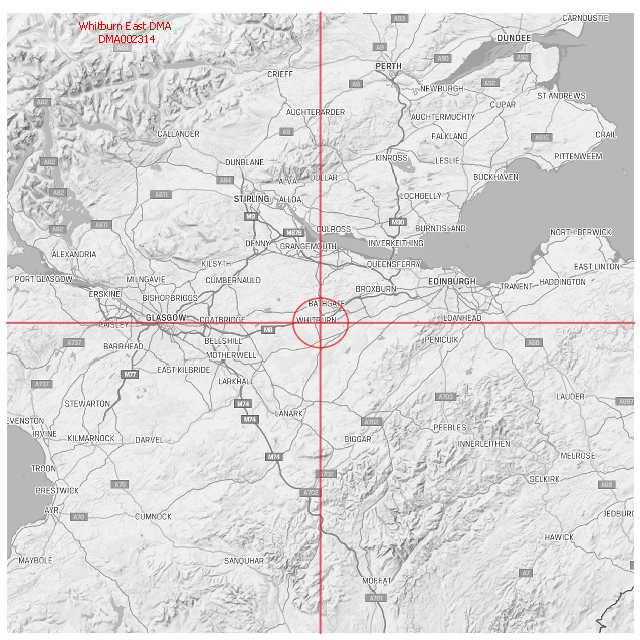 Whitburn East DMA
DMA002314
CARNOUSTIE
A93
DUNDEE
A9
A90
A92
A85
PERTH
CRIEFF
A9
A92
NEWBURGH
ST ANDREWS
A82
CUPAR
AUCHTERARDER
AUCHTERMUCHTY
CALLANDER
A9
FALKLAND
A915
CRAIL
KINROSS
LESLIE
PITTENWEEM
A82
DUNBLANE
BUCKHAVEN
DOLLAR
ALVA
A84
A82
A811
STIRLING
ALLOA
LOCHGELLY
M9
M90
A82
A811
M876
CULROSS
BURNTISLAND
NORTH BERWICK
DENNY
GRANGEMOUTH
INVERKEITHING
ALEXANDRIA
KILSYTH
QUEENSFERRY
EAST LINTON
PORT GLASGOW
MILNGAVIE
CUMBERNAULD
EDINBURGH
HADDINGTON
TRANENT
ERSKINE
BISHOPBRIGGS
BROXBURN
BATHGATE
GLASGOW
COATBRIDGE
WHITBURN
LOANHEAD
PAISLEY
M8
A737
BARRHEAD
BELLSHILL
PENICUIK
A68
MOTHERWELL
M77
EAST KILBRIDE
A737
LARKHALL
STEWARTON
M74
A703
LAUDER
A697
LANARK
M74
A702
EVENSTON
PEEBLES
IRVINE
KILMARNOCK
DARVEL
BIGGAR
INNERLEITHEN
M74
MELROSE
TROON
A702
SELKIRK
A76
A68
PRESTWICK
A702
AYR
A70
CUMNOCK
JEDBURG
HAWICK
MAYBOLE
SANQUHAR
A7
MOFFAT
A701